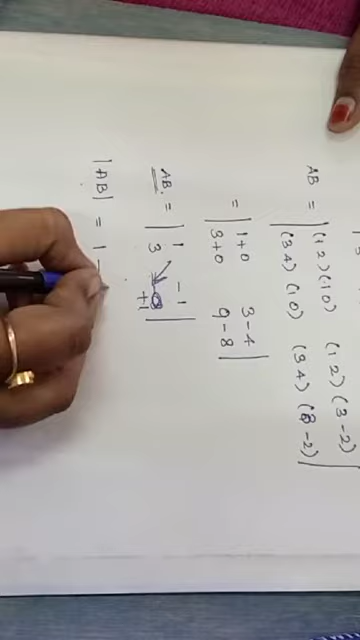 AB = | (1 2) (1 0) (1 2) (3 -2) |
(3 4) (1 0) (3 4) (3 -2)
= | 1+0 3-4 |
3+0 9-8
AB = | 1 -1 |
3 +1
|AB| = 1 -